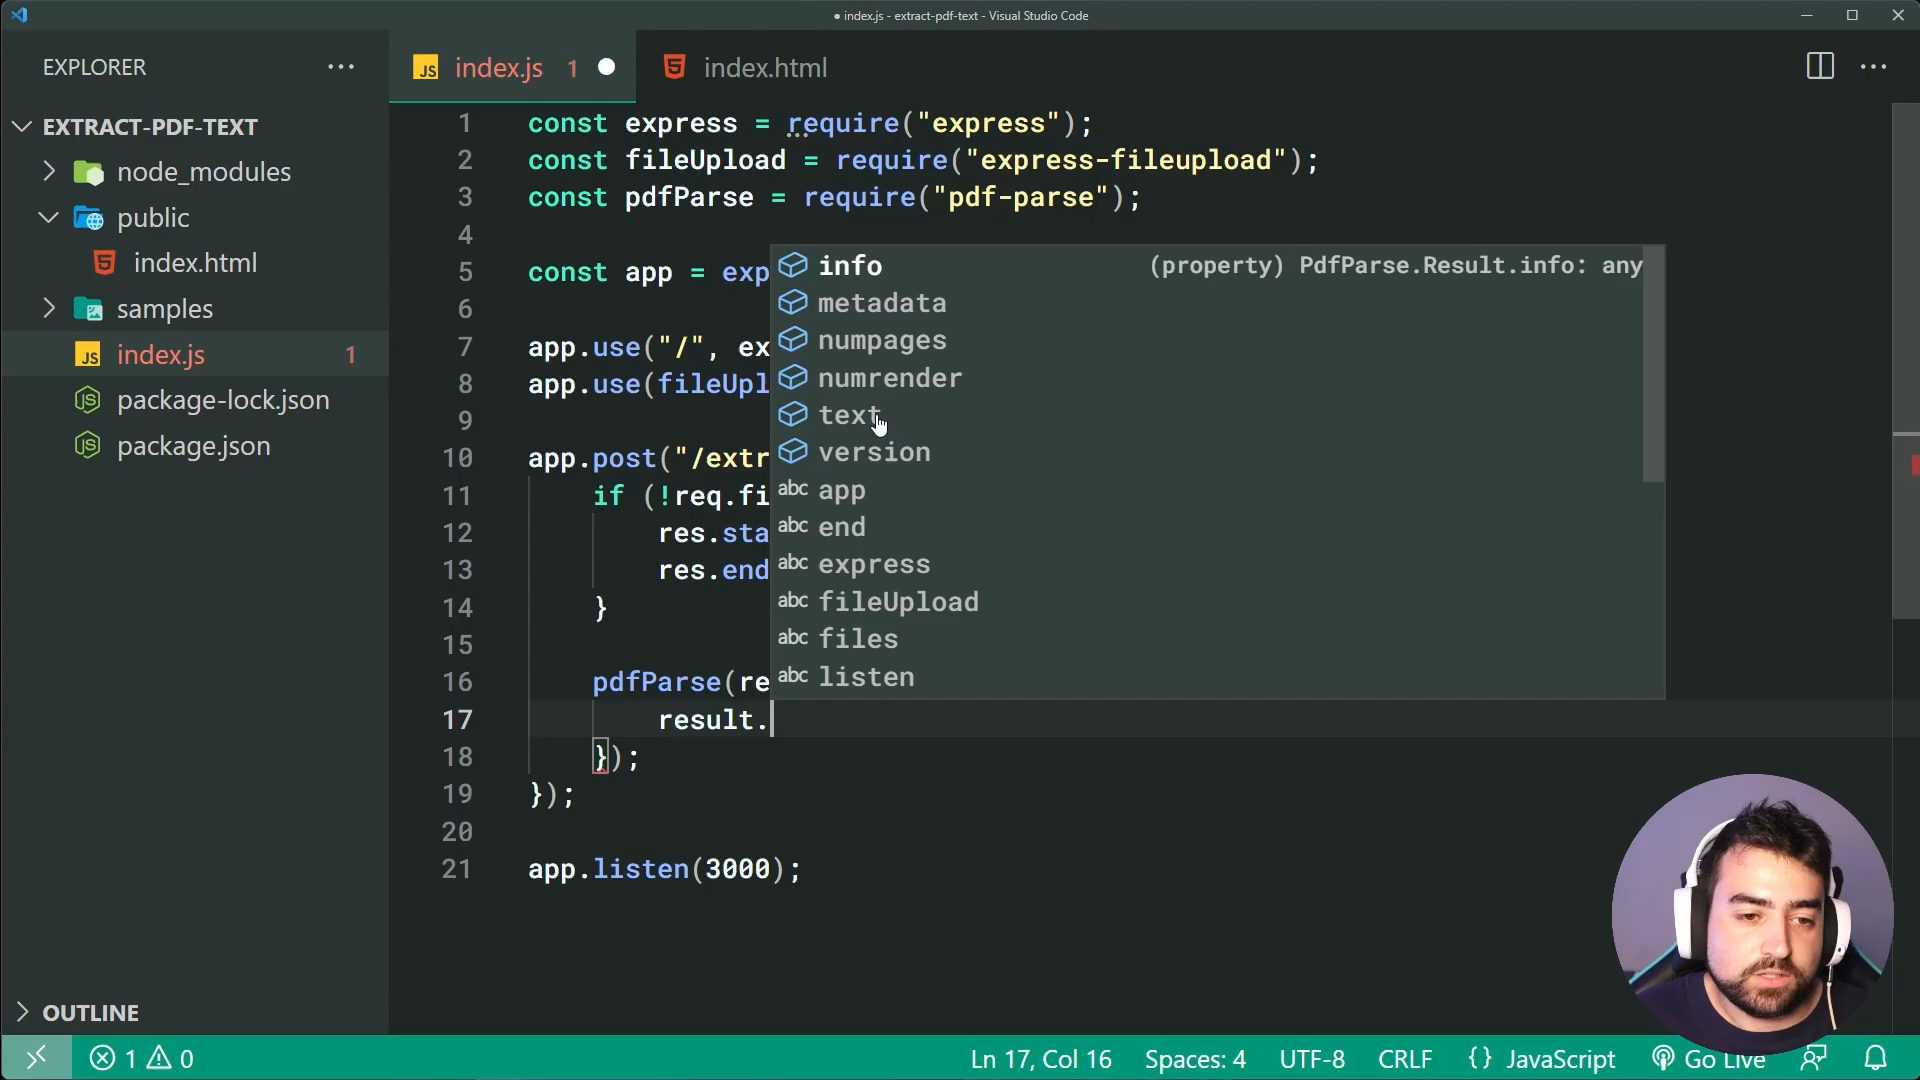 index.js - extract-pdf-text - Visual Studio Code
EXPLORER
index.js 1
index.html
EXTRACT-PDF-TEXT
node_modules
public
index.html
samples
index.js 1
package-lock.json
package.json
OUTLINE
1 const express = require("express");
2 const fileUpload = require("express-fileupload");
3 const pdfParse = require("pdf-parse");
4
5 const app = exp
6
7 app.use("/", ex
8 app.use(fileUpl
9
10 app.post("/extr
11 if (!req.fi
12 res.sta
13 res.end
14 }
15
16 pdfParse(re
17 result.
18 });
19 });
20
21 app.listen(3000);
info (property) PdfParse.Result.info: any
metadata
numpages
numrender
text
version
abc app
abc end
abc express
abc fileUpload
abc files
abc listen
1 0 Ln 17, Col 16 Spaces: 4 UTF-8 CRLF {} JavaScript Go Live